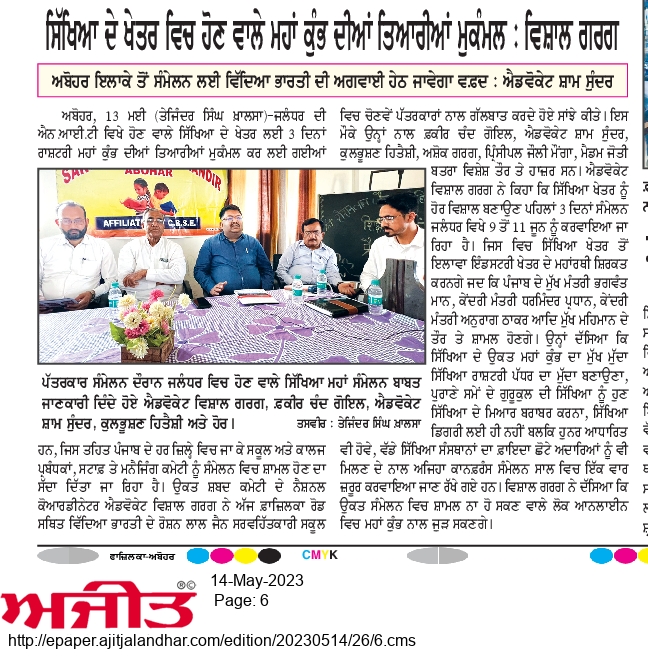 ਸਿੱਖਿਆ ਦੇ ਖੇਤਰ ਵਿਚ ਹੋਣ ਵਾਲੇ ਮਹਾਂ ਕੁੰਭ ਦੀਆਂ ਤਿਆਰੀਆਂ ਮੁਕੰਮਲ : ਵਿਸ਼ਾਲ ਗਰਗ
ਅਬੋਹਰ ਇਲਾਕੇ ਤੋਂ ਸੰਮੇਲਨ ਲਈ ਵਿੱਦਿਆ ਭਾਰਤੀ ਦੀ ਅਗਵਾਈ ਹੇਠ ਜਾਵੇਗਾ ਵਫ਼ਦ : ਐਡਵੋਕੇਟ ਸ਼ਾਮ ਸੁੰਦਰ
ਅਬੋਹਰ, 13 ਮਈ (ਤੇਜਿੰਦਰ ਸਿੰਘ ਖ਼ਾਲਸਾ)-ਜਲੰਧਰ ਦੀ
ਐਨ.ਆਈ.ਟੀ ਵਿਖੇ ਹੋਣ ਵਾਲੇ ਸਿੱਖਿਆ ਦੇ ਖੇਤਰ ਲਈ 3 ਦਿਨਾਂ
ਰਾਸ਼ਟਰੀ ਮਹਾਂ ਕੁੰਭ ਦੀਆਂ ਤਿਆਰੀਆਂ ਮੁਕੰਮਲ ਕਰ ਲਈ ਗਈਆਂ
ABOHAR
AFFILIATED C.B.S.E.
ਪੱਤਰਕਾਰ ਸੰਮੇਲਨ ਦੌਰਾਨ ਜਲੰਧਰ ਵਿਚ ਹੋਣ ਵਾਲੇ ਸਿੱਖਿਆ ਮਹਾਂ ਸੰਮੇਲਨ ਬਾਬਤ
ਜਾਣਕਾਰੀ ਦਿੰਦੇ ਹੋਏ ਐਡਵੋਕੇਟ ਵਿਸ਼ਾਲ ਗਰਗ, ਫ਼ਕੀਰ ਚੰਦ ਗੋਇਲ, ਐਡਵੋਕੇਟ
ਸ਼ਾਮ ਸੁੰਦਰ, ਕੁਲਭੂਸ਼ਣ ਹਿਤੈਸ਼ੀ ਅਤੇ ਹੋਰ। ਤਸਵੀਰ : ਤੇਜਿੰਦਰ ਸਿੰਘ ਖ਼ਾਲਸਾ
ਹਨ, ਜਿਸ ਤਹਿਤ ਪੰਜਾਬ ਦੇ ਹਰ ਜ਼ਿਲ੍ਹੇ ਵਿਚ ਜਾ ਕੇ ਸਕੂਲ ਅਤੇ ਕਾਲਜ
ਪ੍ਰਬੰਧਕਾਂ, ਸਟਾਫ਼ ਤੇ ਮਨੈਜਿੰਗ ਕਮੇਟੀ ਨੂੰ ਸੰਮੇਲਨ ਵਿਚ ਸ਼ਾਮਲ ਹੋਣ ਦਾ
ਸੱਦਾ ਦਿੱਤਾ ਜਾ ਰਿਹਾ ਹੈ। ਉਕਤ ਸ਼ਬਦ ਕਮੇਟੀ ਦੇ ਨੈਸ਼ਨਲ
ਕੋਆਰਡੀਨੇਟਰ ਐਡਵੋਕੇਟ ਵਿਸ਼ਾਲ ਗਰਗ ਨੇ ਅੱਜ ਫ਼ਾਜ਼ਿਲਕਾ ਰੋਡ
ਸਥਿਤ ਵਿੱਦਿਆ ਭਾਰਤੀ ਦੇ ਰੋਸ਼ਨ ਲਾਲ ਜੈਨ ਸਰਵਹਿੱਤਕਾਰੀ ਸਕੂਲ
ਵਿਚ ਚੋਣਵੇਂ ਪੱਤਰਕਾਰਾਂ ਨਾਲ ਗੱਲਬਾਤ ਕਰਦੇ ਹੋਏ ਸਾਂਝੇ ਕੀਤੇ। ਇਸ
ਮੌਕੇ ਉਨ੍ਹਾਂ ਨਾਲ ਫ਼ਕੀਰ ਚੰਦ ਗੋਇਲ, ਐਡਵੋਕੇਟ ਸ਼ਾਮ ਸੁੰਦਰ,
ਕੁਲਭੂਸ਼ਣ ਹਿਤੈਸ਼ੀ, ਅਸ਼ੋਕ ਗਰਗ, ਪ੍ਰਿੰਸੀਪਲ ਜੌਲੀ ਮੌਂਗਾ, ਮੈਡਮ ਜੋਤੀ
ਬਤਰਾ ਵਿਸ਼ੇਸ਼ ਤੌਰ ਤੇ ਹਾਜ਼ਰ ਸਨ। ਐਡਵੋਕੇਟ
ਵਿਸ਼ਾਲ ਗਰਗ ਨੇ ਕਿਹਾ ਕਿ ਸਿੱਖਿਆ ਖੇਤਰ ਨੂੰ
ਹੋਰ ਵਿਸ਼ਾਲ ਬਣਾਉਣ ਪਹਿਲਾਂ 3 ਦਿਨਾਂ ਸੰਮੇਲਨ
ਜਲੰਧਰ ਵਿਖੇ 9 ਤੋਂ 11 ਜੂਨ ਨੂੰ ਕਰਵਾਇਆ ਜਾ
ਰਿਹਾ ਹੈ। ਜਿਸ ਵਿਚ ਸਿੱਖਿਆ ਖੇਤਰ ਤੋਂ
ਇਲਾਵਾ ਇੰਡਸਟਰੀ ਖੇਤਰ ਦੇ ਮਹਾਂਰਥੀ ਸ਼ਿਰਕਤ
ਕਰਨਗੇ ਜਦ ਕਿ ਪੰਜਾਬ ਦੇ ਮੁੱਖ ਮੰਤਰੀ ਭਗਵੰਤ
ਮਾਨ, ਕੇਂਦਰੀ ਮੰਤਰੀ ਧਰਮਿੰਦਰ ਪ੍ਰਧਾਨ, ਕੇਂਦਰੀ
ਮੰਤਰੀ ਅਨੁਰਾਗ ਠਾਕਰ ਆਦਿ ਮੁੱਖ ਮਹਿਮਾਨ ਦੇ
ਤੌਰ ਤੇ ਸ਼ਾਮਲ ਹੋਣਗੇ। ਉਨ੍ਹਾਂ ਦੱਸਿਆ ਕਿ
ਸਿੱਖਿਆ ਦੇ ਉਕਤ ਮਹਾਂ ਕੁੰਭ ਦਾ ਮੁੱਖ ਮੁੱਦਾ
ਸਿੱਖਿਆ ਰਾਸ਼ਟਰੀ ਪੱਧਰ ਦਾ ਮੁੱਦਾ ਬਣਾਉਣਾ,
ਪੁਰਾਣੇ ਸਮੇਂ ਦੇ ਗੁਰੂਕੁਲ ਦੀ ਸਿੱਖਿਆ ਨੂੰ ਹੁਣ
ਸਿੱਖਿਆ ਦੇ ਮਿਆਰ ਬਰਾਬਰ ਕਰਨਾ, ਸਿੱਖਿਆ
ਡਿਗਰੀ ਲਈ ਹੀ ਨਹੀਂ ਬਲਕਿ ਹੁਨਰ ਆਧਾਰਿਤ
ਵੀ ਹੋਵੇ, ਵੱਡੇ ਸਿੱਖਿਆ ਸੰਸਥਾਨਾਂ ਦਾ ਫ਼ਾਇਦਾ ਛੋਟੇ ਅਦਾਰਿਆਂ ਨੂੰ ਵੀ
ਮਿਲਣ ਦੇ ਨਾਲ ਅਜਿਹਾ ਕਾਨਫ਼ਰੰਸ ਸੰਮੇਲਨ ਸਾਲ ਵਿਚ ਇੱਕ ਵਾਰ
ਜ਼ਰੂਰ ਕਰਵਾਇਆ ਜਾਣ ਰੱਖੇ ਗਏ ਹਨ। ਵਿਸ਼ਾਲ ਗਰਗ ਨੇ ਦੱਸਿਆ ਕਿ
ਉਕਤ ਸੰਮੇਲਨ ਵਿਚ ਸ਼ਾਮਲ ਨਾ ਹੋ ਸਕਣ ਵਾਲੇ ਲੋਕ ਆਨਲਾਈਨ
ਵਿਚ ਮਹਾਂ ਕੁੰਭ ਨਾਲ ਜੁੜ ਸਕਣਗੇ।
ਫਾਜ਼ਿਲਕਾ-ਅਬੋਹਰ
CMYK
ਅਜੀਤ ®©
14-May-2023
Page: 6
http://epaper.ajitjalandhar.com/edition/20230514/26/6.cms